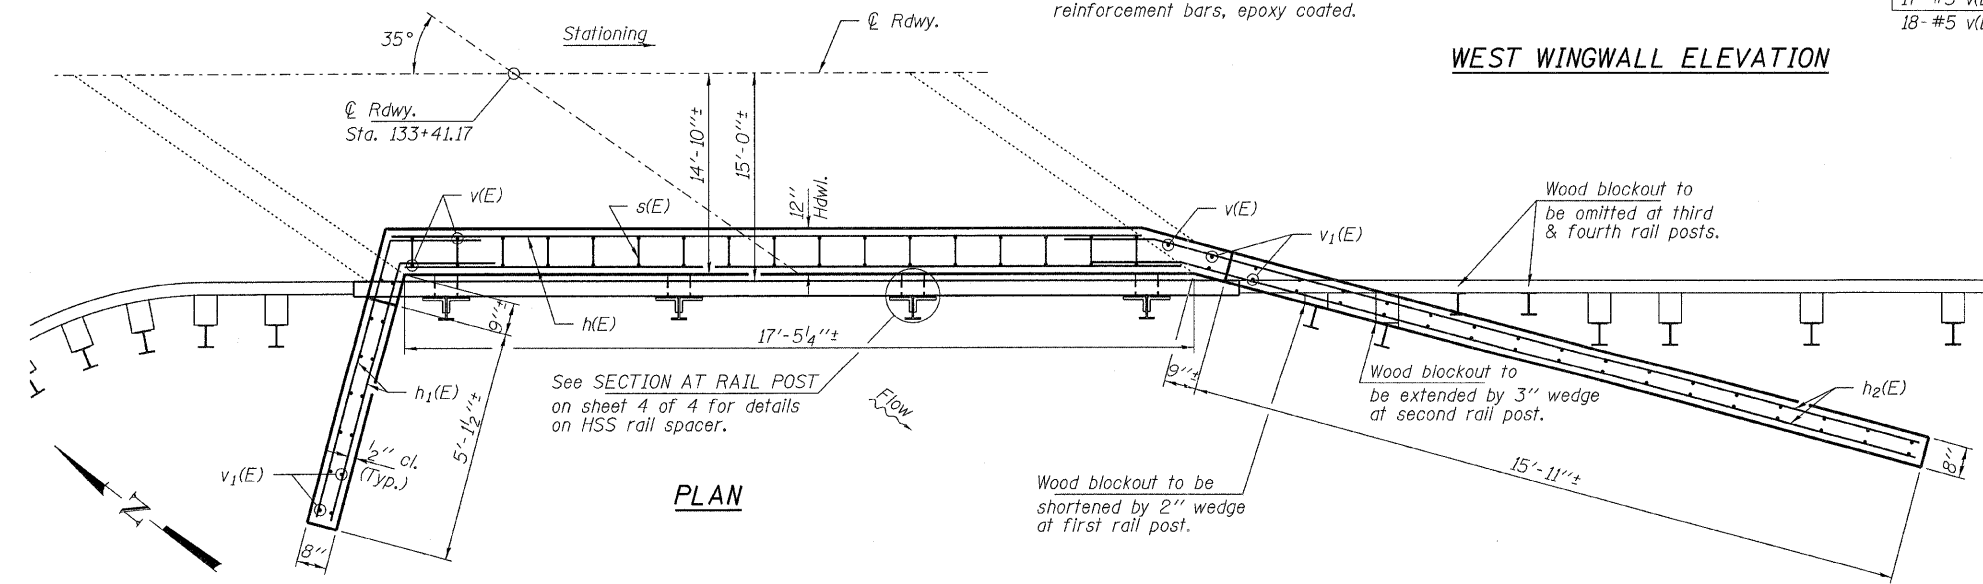 reinforcement bars, epoxy coated.
18- #5 v(E
WEST WINGWALL ELEVATION
35°
Stationing
℄ Rdwy.
℄ Rdwy.
Sta. 133+41.17
14'-10"±
15'-0"±
12"
Hdwl.
v(E)
s(E)
v(E)
v₁(E)
Wood blockout to
be omitted at third
& fourth rail posts.
9"±
h(E)
17'-5¼"±
9"±
h₁(E)
See SECTION AT RAIL POST
on sheet 4 of 4 for details
on HSS rail spacer.
Flow
Wood blockout to
be extended by 3" wedge
at second rail post.
h₂(E)
5'-1½"±
½" cl.
(Typ.)
v₁(E)
8"
PLAN
Wood blockout to be
shortened by 2" wedge
at first rail post.
15'-11"±
8"
N